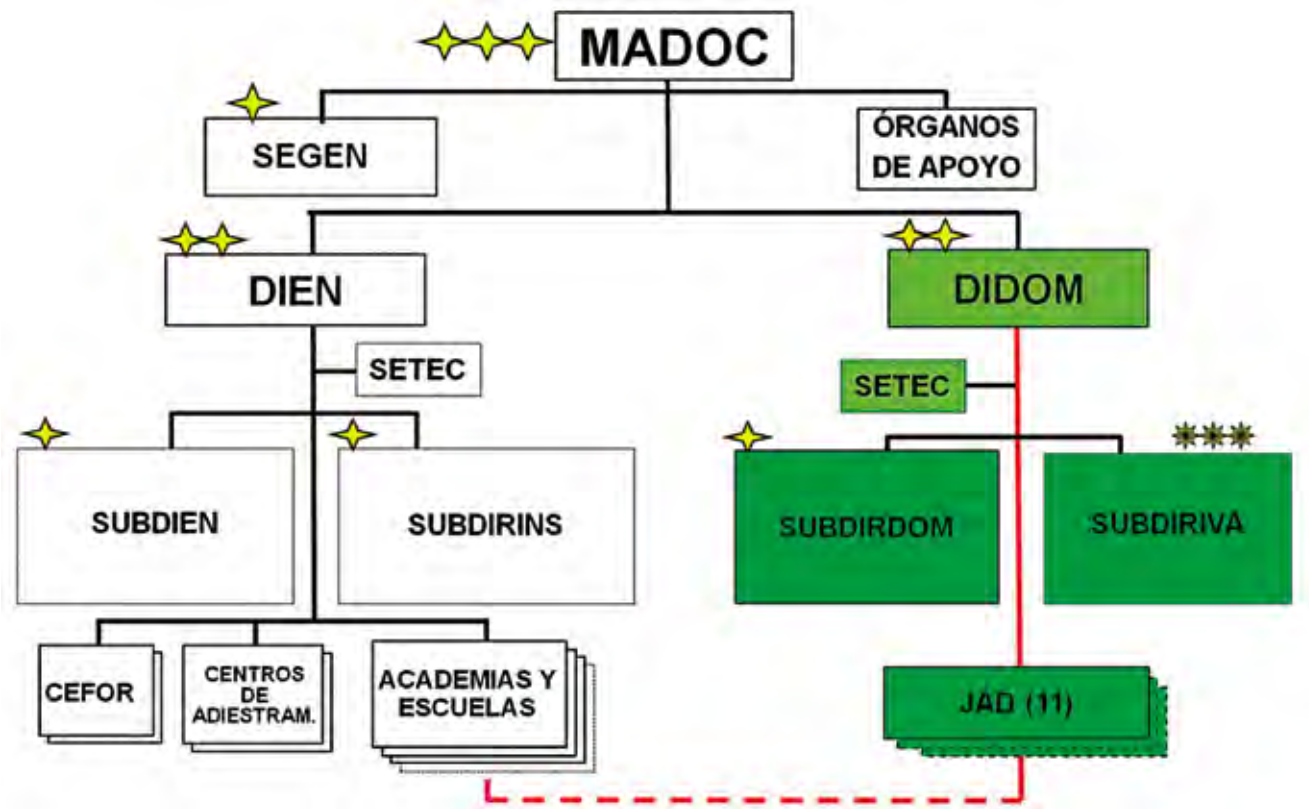 MADOC
SEGEN
ÓRGANOS
DE APOYO
DIEN
DIDOM
SETEC
SETEC
SUBDIEN
SUBDIRINS
SUBDIRDOM
SUBDIRIVA
CEFOR
CENTROS
DE
ADIESTRAM.
ACADEMIAS Y
ESCUELAS
JAD (11)